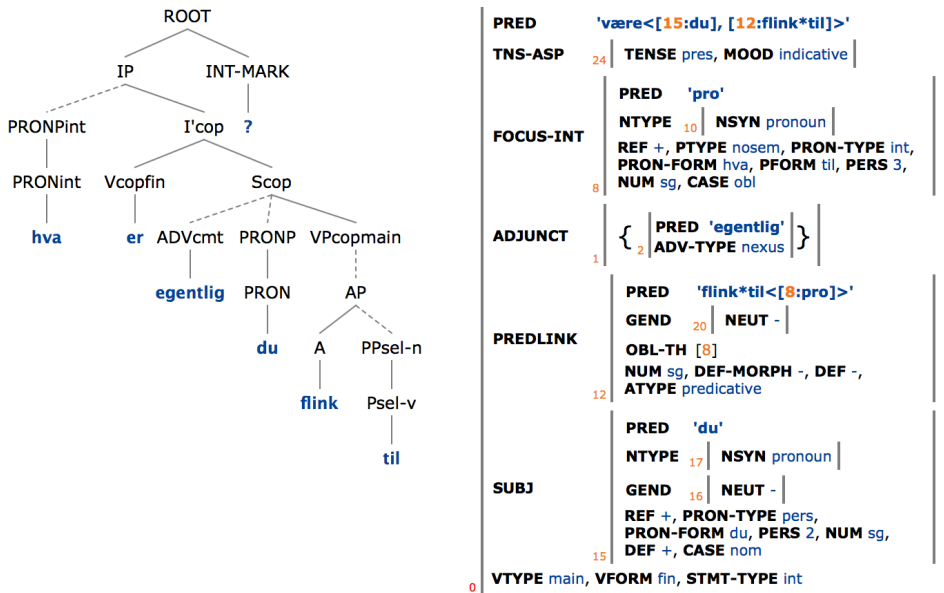 ROOT
IP INT-MARK
PRONPint I'cop ?
PRONint Vcopfin Scop
hva er ADVcmt PRONP VPcopmain
egentlig PRON AP
du A PPsel-n
flink Psel-v
til
PRED 'være<[15:du], [12:flink*til]>'
TNS-ASP 24 TENSE pres, MOOD indicative
PRED 'pro'
NTYPE 10 NSYN pronoun
FOCUS-INT
REF +, PTYPE nosem, PRON-TYPE int,
PRON-FORM hva, PFORM til, PERS 3,
8 NUM sg, CASE obl
PRED 'egentlig'
ADJUNCT { 2 }
ADV-TYPE nexus
1
PRED 'flink*til<[8:pro]>'
GEND 20 NEUT -
PREDLINK
OBL-TH [8]
NUM sg, DEF-MORPH -, DEF -,
12 ATYPE predicative
PRED 'du'
NTYPE 17 NSYN pronoun
SUBJ
GEND 16 NEUT -
REF +, PRON-TYPE pers,
PRON-FORM du, PERS 2, NUM sg,
15 DEF +, CASE nom
0 VTYPE main, VFORM fin, STMT-TYPE int